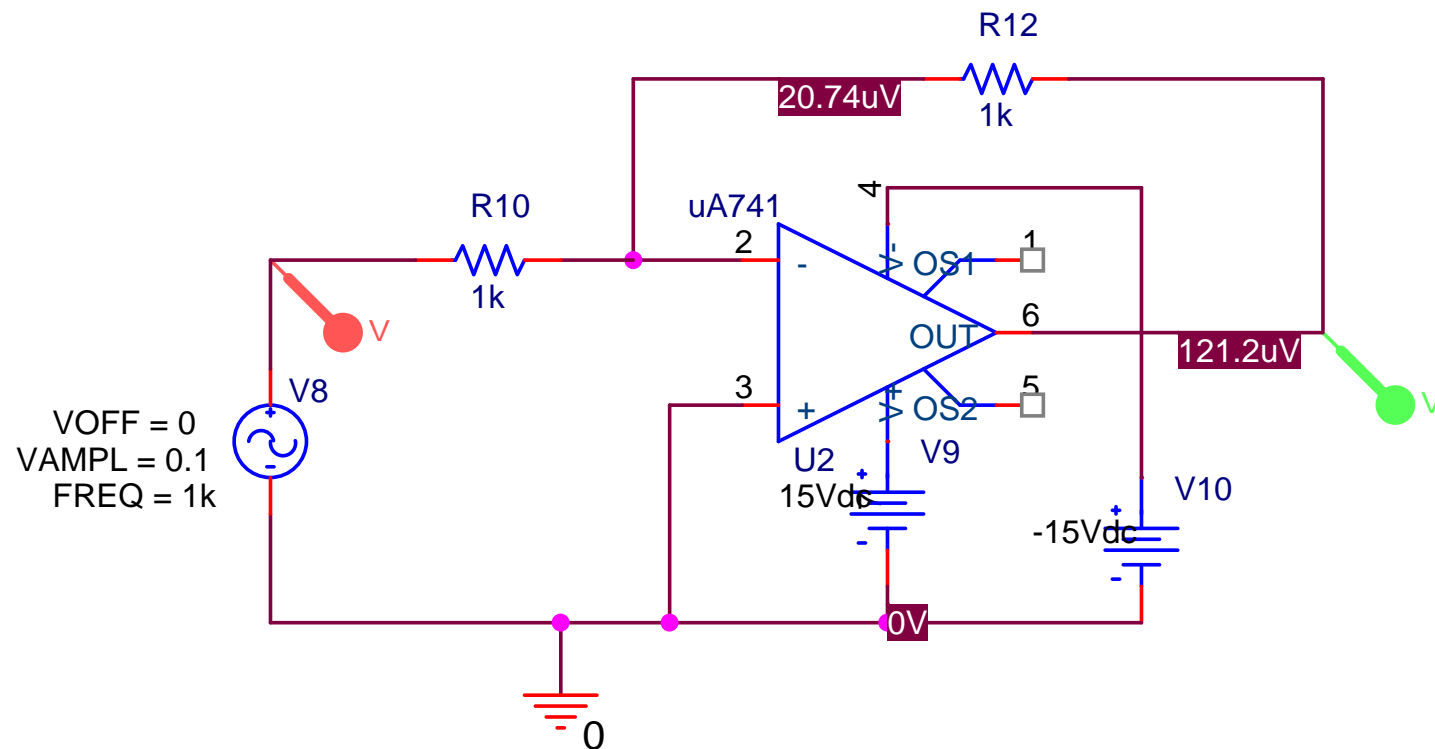 R12
20.74uV
1k
4
R10
uA741
2
1
-
V-
OS1
1k
6
OUT
V
121.2uV
V8
3
5
+
V+
OS2
V
VOFF = 0
+
VAMPL = 0.1
-
FREQ = 1k
U2
V9
+
15Vdc
-
V10
+
-15Vdc
-
0V
0